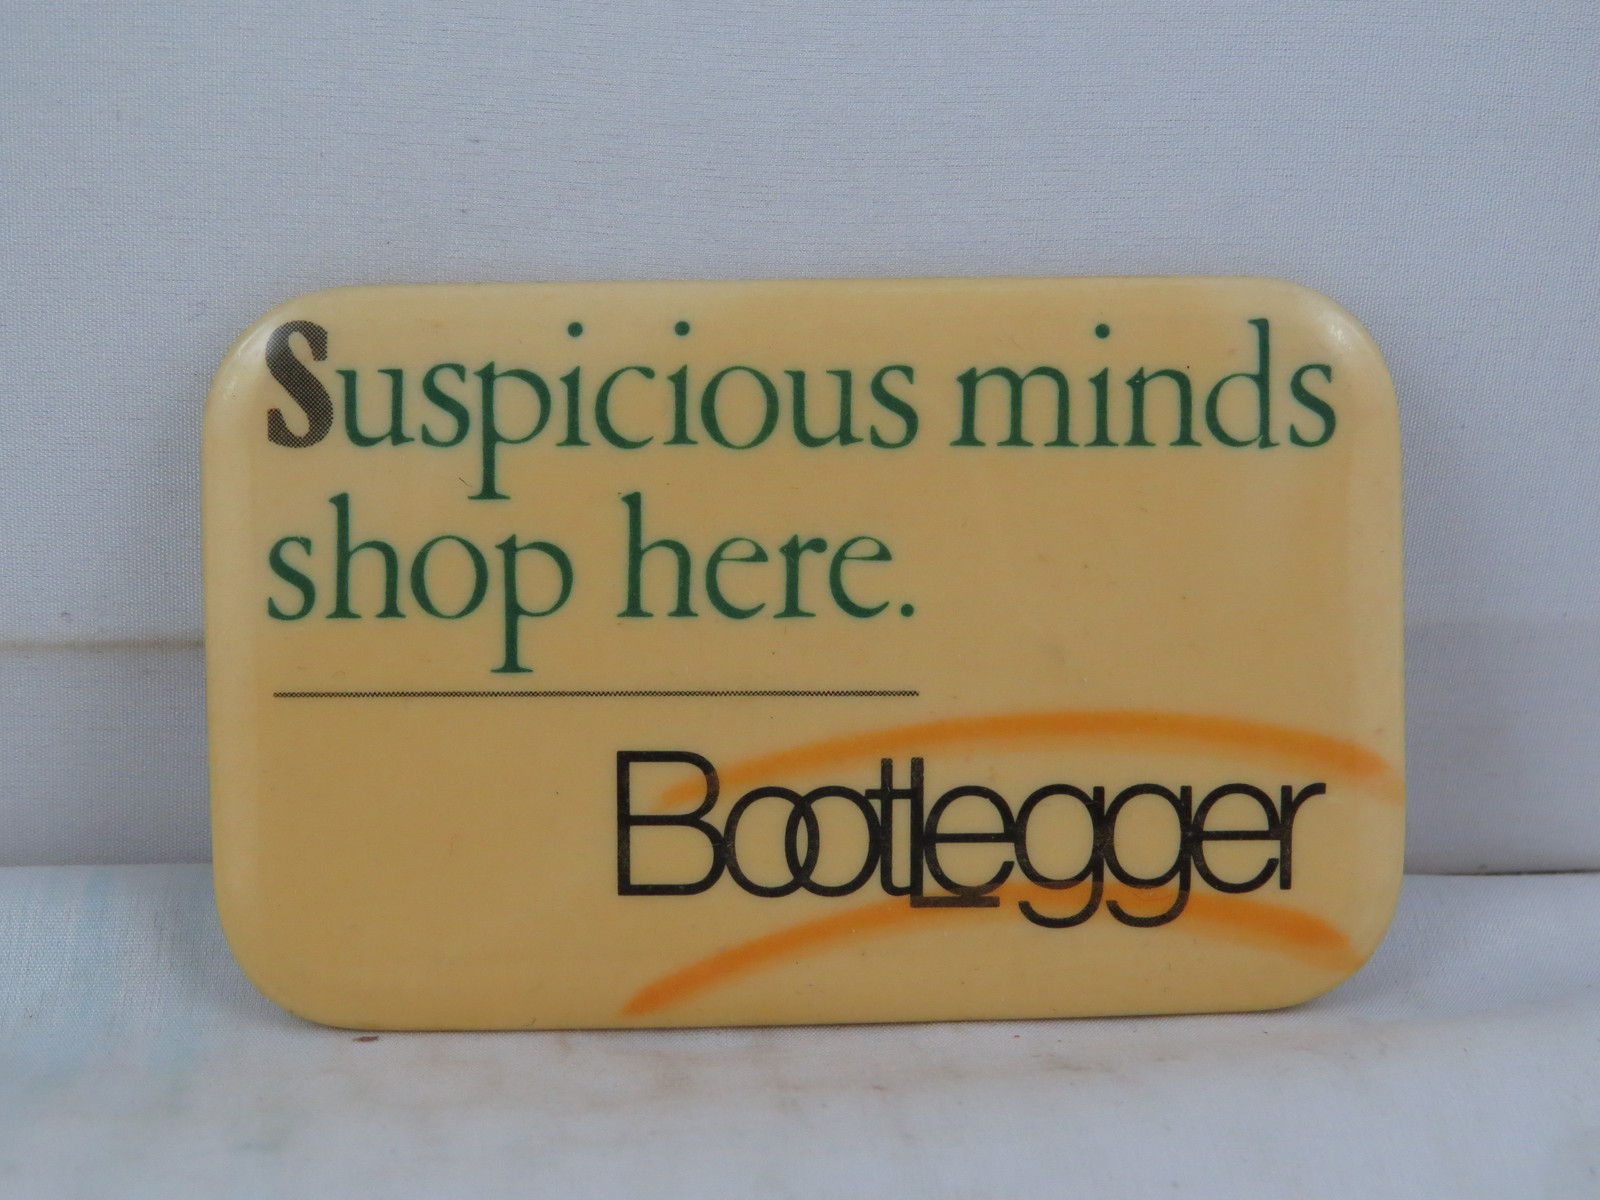 Suspicious minds
shop here.
BootLegger